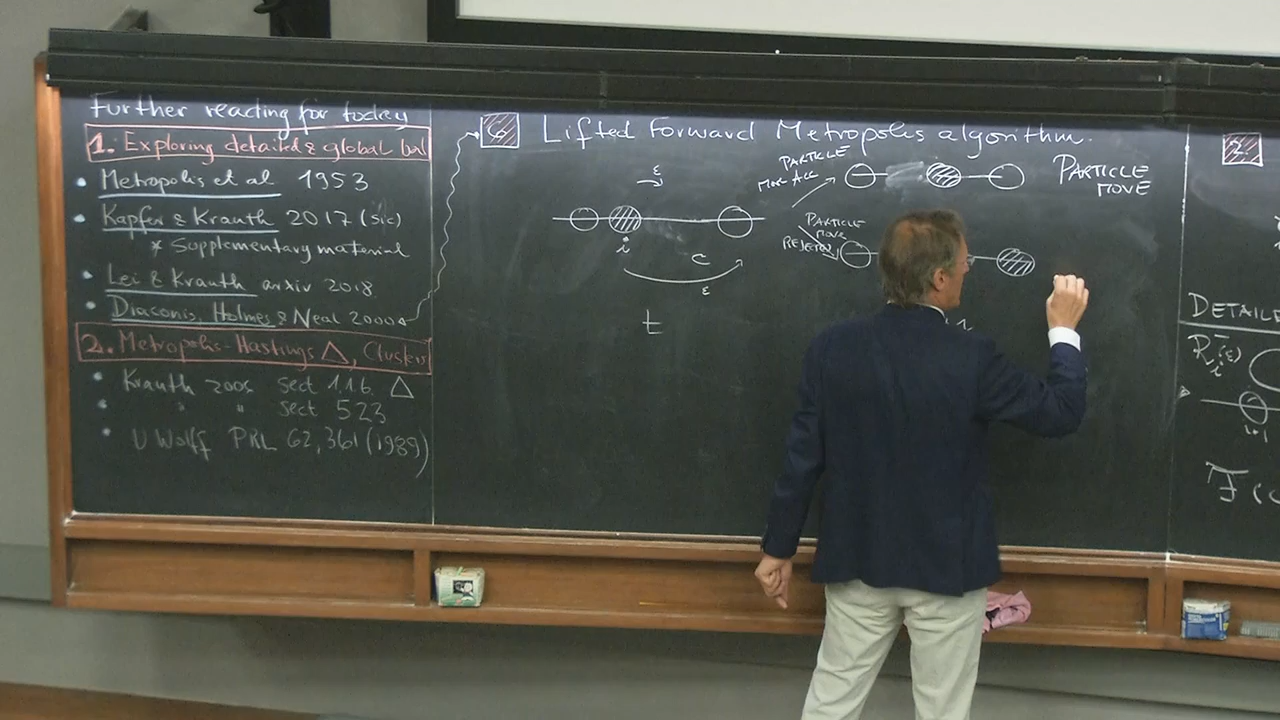 Further reading for today
1. Exploring detailed & global bal
• Metropolis et al 1953
• Kapfer & Krauth 2017 (sic)
* Supplementary material
• Lei & Krauth arxiv 2018
• Diaconis, Holmes & Neal 2000
2. Metropolis-Hastings △, Clusters
• Krauth 2006 sect 1.1.6 △
• " " sect 5.2.3
• U Wolff PRL 62, 361 (1989)
Lifted Forward Metropolis algorithm.
ε
i
C
ε
t
PARTICLE
MOVE ACC
PARTICLE
MOVE
REJECTED
PARTICLE
MOVE
2.
DETAILE
i+1